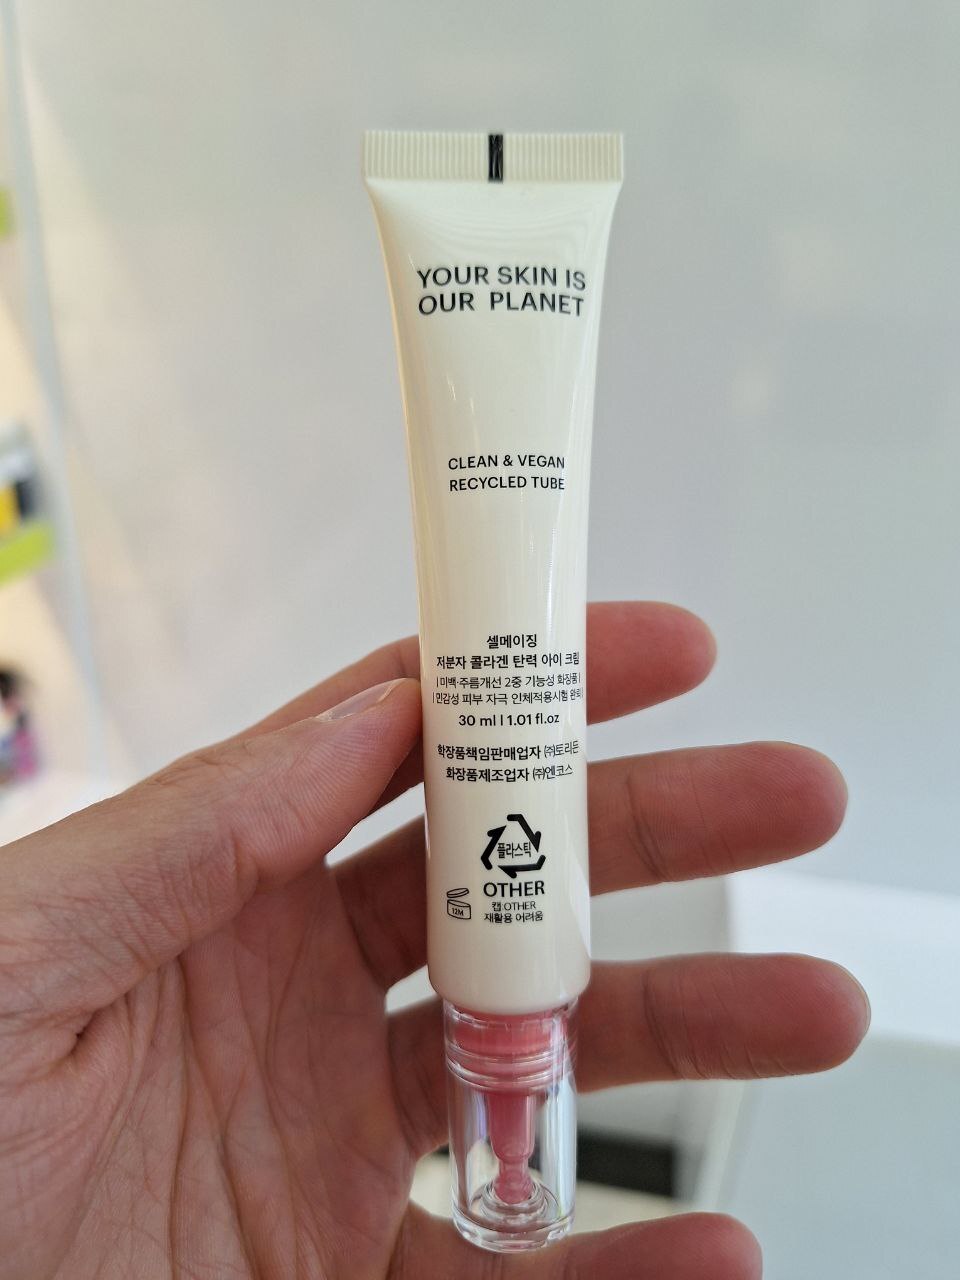 YOUR SKIN IS
OUR PLANET
CLEAN & VEGAN
RECYCLED TUBE
셀메이징
저분자 콜라겐 탄력 아이 크림
| 미백·주름개선 2중 기능성 화장품 |
| 민감성 피부 자극 인체적용시험 완료 |
30 ml | 1.01 fl.oz
화장품책임판매업자 ㈜토리든
화장품제조업자 ㈜엔코스
플라스틱
OTHER
캡:OTHER
재활용 어려움
12M